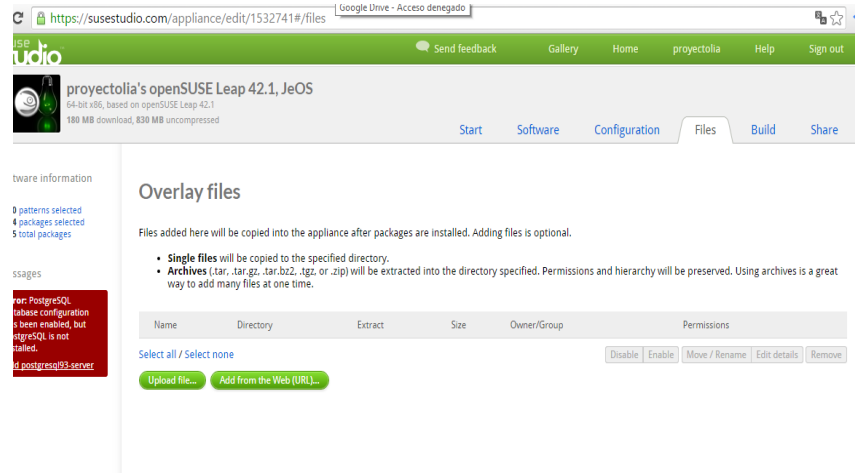 Google Drive - Acceso denegado
https://susestudio.com/appliance/edit/1532741#/files
Send feedback
Gallery
Home
proyectolia
Help
Sign out
proyectolia's openSUSE Leap 42.1, JeOS
64-bit x86, based on openSUSE Leap 42.1
180 MB download, 830 MB uncompressed
Start
Software
Configuration
Files
Build
Share
tware information
0 patterns selected
4 packages selected
5 total packages
ssages
ror: PostgreSQL
tabase configuration
s been enabled, but
stgreSQL is not
stalled.
d postgresql93-server
Overlay files
Files added here will be copied into the appliance after packages are installed. Adding files is optional.
• Single files will be copied to the specified directory.
• Archives (.tar, .tar.gz, .tar.bz2, .tgz, or .zip) will be extracted into the directory specified. Permissions and hierarchy will be preserved. Using archives is a great
way to add many files at one time.
Name Directory Extract Size Owner/Group Permissions
Select all / Select none
Disable Enable Move / Rename Edit details Remove
Upload file... Add from the Web (URL)...